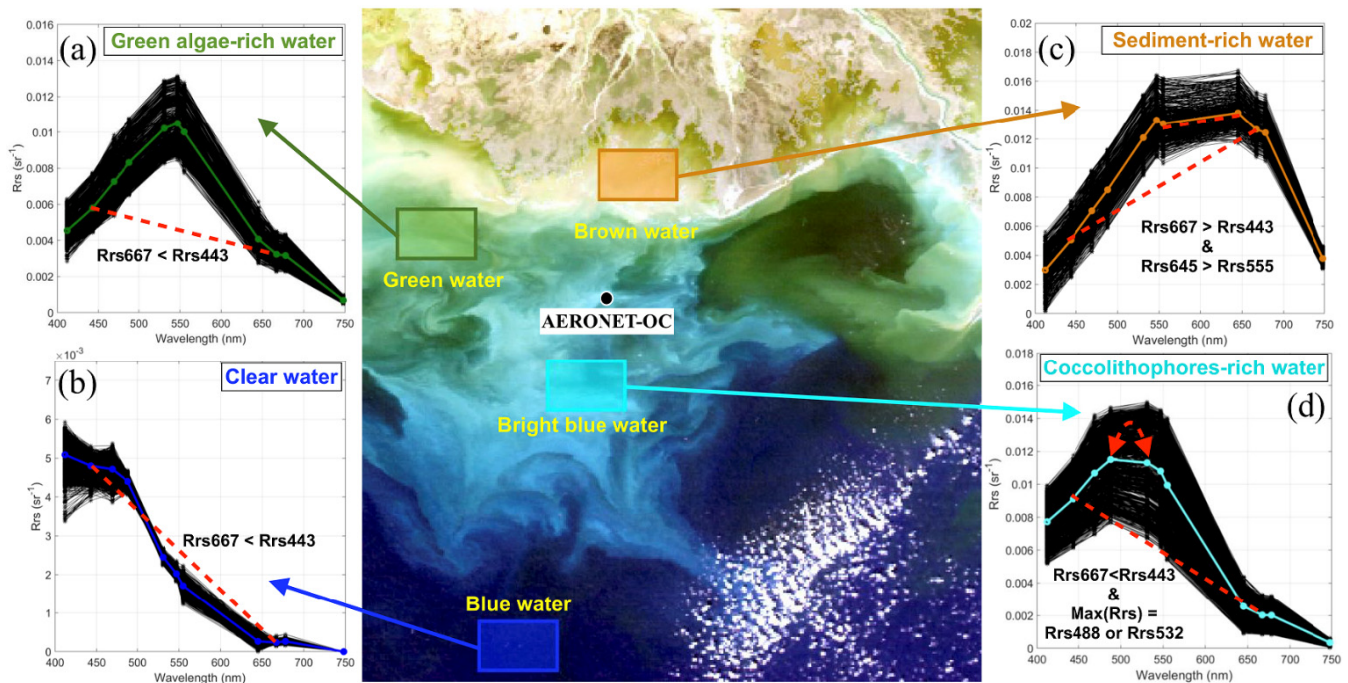 (a)
Green algae-rich water
0.016
0.014
0.012
0.01
0.008
0.006
0.004
0.002
0
Rrs (sr⁻¹)
Rrs667 < Rrs443
400 450 500 550 600 650 700 750
Wavelength (nm)
(b)
Clear water
× 10⁻³
7
6
5
4
3
2
1
0
Rrs (sr⁻¹)
Rrs667 < Rrs443
400 450 500 550 600 650 700 750
Wavelength (nm)
Brown water
Green water
AERONET-OC
Bright blue water
Blue water
(c)
Sediment-rich water
0.02
0.018
0.016
0.014
0.012
0.01
0.008
0.006
0.004
0.002
0
Rrs (sr⁻¹)
Rrs667 > Rrs443
&
Rrs645 > Rrs555
400 450 500 550 600 650 700 750
Wavelength (nm)
Coccolithophores-rich water
(d)
0.018
0.016
0.014
0.012
0.01
0.008
0.006
0.004
0.002
0
Rrs (sr⁻¹)
Rrs667<Rrs443
&
Max(Rrs) =
Rrs488 or Rrs532
400 450 500 550 600 650 700 750
Wavelength (nm)